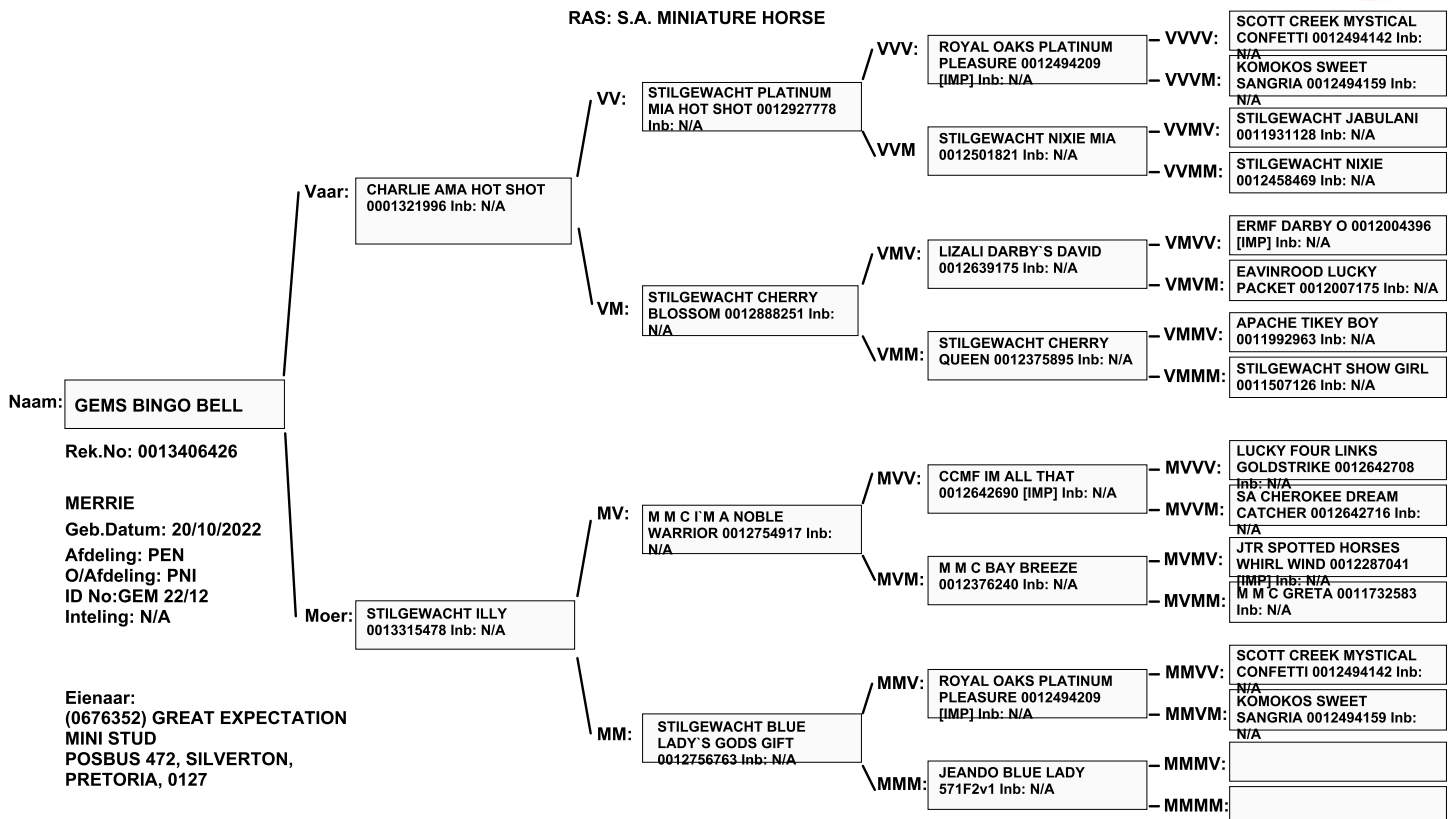 RAS: S.A. MINIATURE HORSE
Naam:
GEMS BINGO BELL
Rek.No: 0013406426
MERRIE
Geb.Datum: 20/10/2022
Afdeling: PEN
O/Afdeling: PNI
ID No:GEM 22/12
Inteling: N/A
Eienaar:
(0676352) GREAT EXPECTATION
MINI STUD
POSBUS 472, SILVERTON,
PRETORIA, 0127
Vaar:
CHARLIE AMA HOT SHOT
0001321996 Inb: N/A
Moer:
STILGEWACHT ILLY
0013315478 Inb: N/A
VV:
STILGEWACHT PLATINUM
MIA HOT SHOT 0012927778
Inb: N/A
VM:
STILGEWACHT CHERRY
BLOSSOM 0012888251 Inb:
N/A
MV:
M M C I`M A NOBLE
WARRIOR 0012754917 Inb:
N/A
MM:
STILGEWACHT BLUE
LADY`S GODS GIFT
0012756763 Inb: N/A
VVV:
ROYAL OAKS PLATINUM
PLEASURE 0012494209
[IMP] Inb: N/A
VVM
STILGEWACHT NIXIE MIA
0012501821 Inb: N/A
VMV:
LIZALI DARBY`S DAVID
0012639175 Inb: N/A
VMM:
STILGEWACHT CHERRY
QUEEN 0012375895 Inb: N/A
MVV:
CCMF IM ALL THAT
0012642690 [IMP] Inb: N/A
MVM:
M M C BAY BREEZE
0012376240 Inb: N/A
MMV:
ROYAL OAKS PLATINUM
PLEASURE 0012494209
[IMP] Inb: N/A
MMM:
JEANDO BLUE LADY
571F2v1 Inb: N/A
VVVV:
SCOTT CREEK MYSTICAL
CONFETTI 0012494142 Inb:
N/A
VVVM:
KOMOKOS SWEET
SANGRIA 0012494159 Inb:
N/A
VVMV:
STILGEWACHT JABULANI
0011931128 Inb: N/A
VVMM:
STILGEWACHT NIXIE
0012458469 Inb: N/A
VMVV:
ERMF DARBY O 0012004396
[IMP] Inb: N/A
VMVM:
EAVINROOD LUCKY
PACKET 0012007175 Inb: N/A
VMMV:
APACHE TIKEY BOY
0011992963 Inb: N/A
VMMM:
STILGEWACHT SHOW GIRL
0011507126 Inb: N/A
MVVV:
LUCKY FOUR LINKS
GOLDSTRIKE 0012642708
Inb: N/A
MVVM:
SA CHEROKEE DREAM
CATCHER 0012642716 Inb:
N/A
MVMV:
JTR SPOTTED HORSES
WHIRL WIND 0012287041
[IMP] Inb: N/A
MVMM:
M M C GRETA 0011732583
Inb: N/A
MMVV:
SCOTT CREEK MYSTICAL
CONFETTI 0012494142 Inb:
N/A
MMVM:
KOMOKOS SWEET
SANGRIA 0012494159 Inb:
N/A
MMMV:
MMMM: